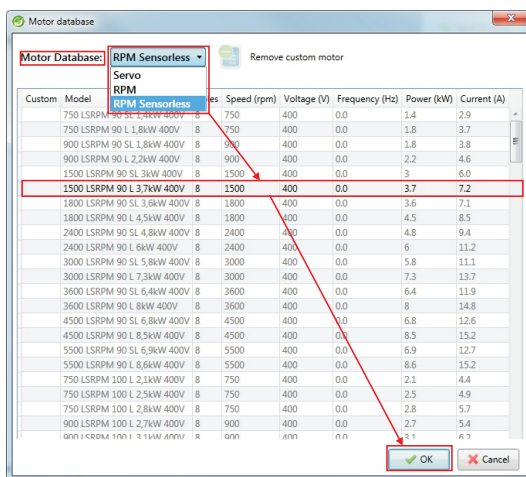 Motor database
Motor Database: RPM Sensorless Remove custom motor
Servo
RPM
RPM Sensorless
Custom Model es Speed (rpm) Voltage (V) Frequency (Hz) Power (kW) Current (A)
750 LSRPM 90 SL 1,4kW 400V 8 750 400 0.0 1.4 2.9
750 LSRPM 90 L 1,8kW 400V 8 750 400 0.0 1.8 3.7
900 LSRPM 90 SL 1,8kW 400V 8 900 400 0.0 1.8 3.8
900 LSRPM 90 L 2,2kW 400V 8 900 400 0.0 2.2 4.6
1500 LSRPM 90 SL 3kW 400V 8 1500 400 0.0 3 6.0
1500 LSRPM 90 L 3,7kW 400V 8 1500 400 0.0 3.7 7.2
1800 LSRPM 90 SL 3,6kW 400V 8 1800 400 0.0 3.6 7.1
1800 LSRPM 90 L 4,5kW 400V 8 1800 400 0.0 4.5 8.5
2400 LSRPM 90 SL 4,8kW 400V 8 2400 400 0.0 4.8 9.4
2400 LSRPM 90 L 6kW 400V 8 2400 400 0.0 6 11.2
3000 LSRPM 90 SL 5,8kW 400V 8 3000 400 0.0 5.8 11.1
3000 LSRPM 90 L 7,3kW 400V 8 3000 400 0.0 7.3 13.7
3600 LSRPM 90 SL 6,4kW 400V 8 3600 400 0.0 6.4 11.9
3600 LSRPM 90 L 8kW 400V 8 3600 400 0.0 8 14.8
4500 LSRPM 90 SL 6,8kW 400V 8 4500 400 0.0 6.8 12.6
4500 LSRPM 90 L 8,5kW 400V 8 4500 400 0.0 8.5 15.2
5500 LSRPM 90 SL 6,9kW 400V 8 5500 400 0.0 6.9 12.7
5500 LSRPM 90 L 8,6kW 400V 8 5500 400 0.0 8.6 15.2
750 LSRPM 100 L 2,1kW 400V 8 750 400 0.0 2.1 4.4
750 LSRPM 100 L 2,5kW 400V 8 750 400 0.0 2.5 4.9
750 LSRPM 100 L 2,8kW 400V 8 750 400 0.0 2.8 5.7
900 LSRPM 100 L 2,7kW 400V 8 900 400 0.0 2.7 5.4
900 LSRPM 100 L 3,1kW 400V 8 900 400 0.0 3.1 6.2
OK Cancel